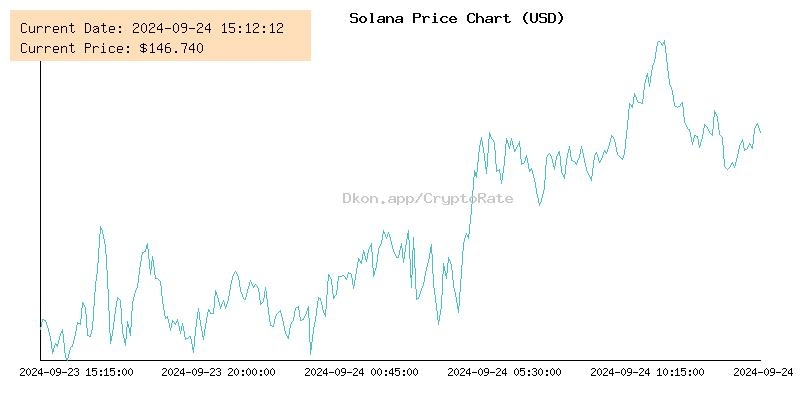 Solana Price Chart (USD)
Current Date: 2024-09-24 15:12:12
Current Price: $146.740
Dkon.app/CryptoRate
2024-09-23 15:15:00
2024-09-23 20:00:00
2024-09-24 00:45:00
2024-09-24 05:30:00
2024-09-24 10:15:00
2024-09-24